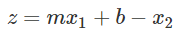 z = mx₁ + b − x₂